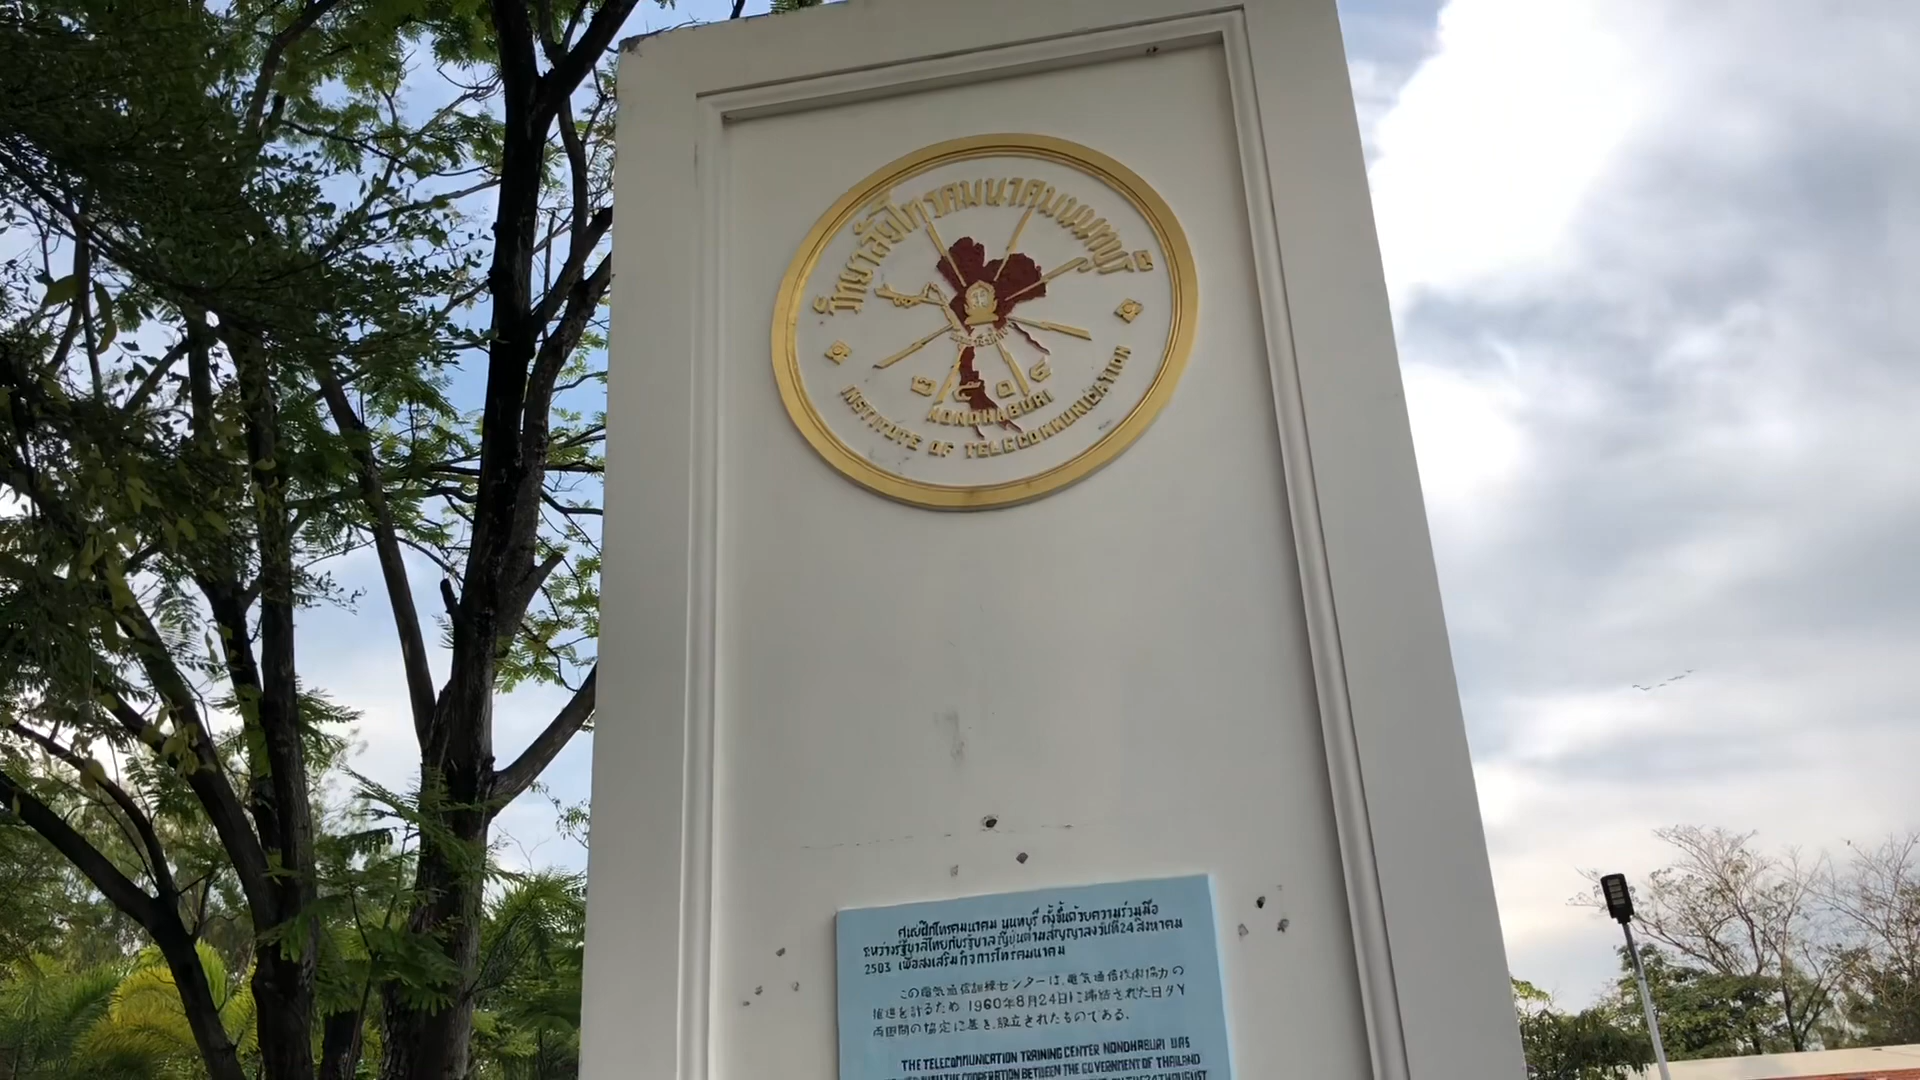 วิทยาลัยโทรคมนาคมนนทบุรี
๒๕๐๔
NONDHABURI
INSTITUTE OF TELECOMMUNICATION
ศูนย์ฝึกโทรคมนาคม นนทบุรี ตั้งขึ้นด้วยความร่วมมือ
ระหว่างรัฐบาลไทยกับรัฐบาลญี่ปุ่นตามสัญญาลงวันที่24 สิงหาคม
2503 เพื่อส่งเสริมกิจการโทรคมนาคม
この電気通信訓練センターは、電気通信技術協力の
推進を計るため 1960年8月24日に締結された日タイ
両国間の協定に基き、設立されたものである.
THE TELECOMMUNICATION TRAINING CENTER NONDHABURI WAS
THE COOPERATION BETWEEN THE GOVERNMENT OF THAILAND
THE 24TH AUGUST